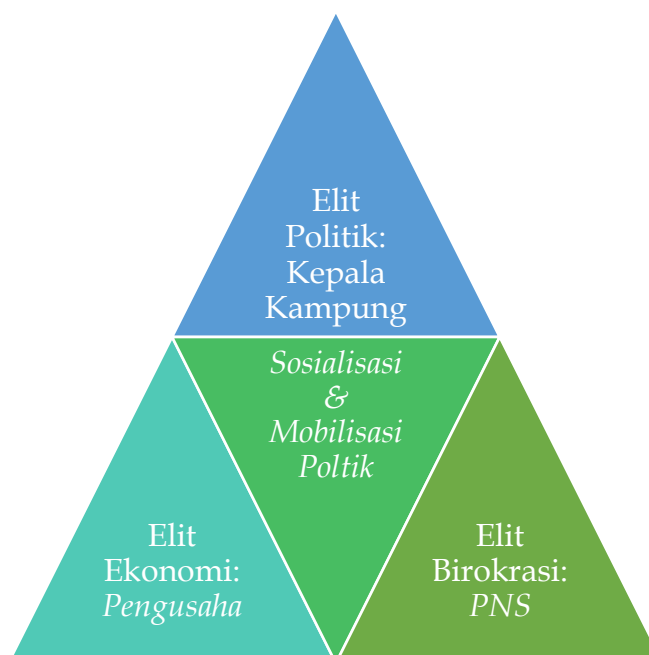 Elit
Politik:
Kepala
Kampung
Sosialisasi
&
Mobilisasi
Poltik
Elit
Ekonomi:
Pengusaha
Elit
Birokrasi:
PNS